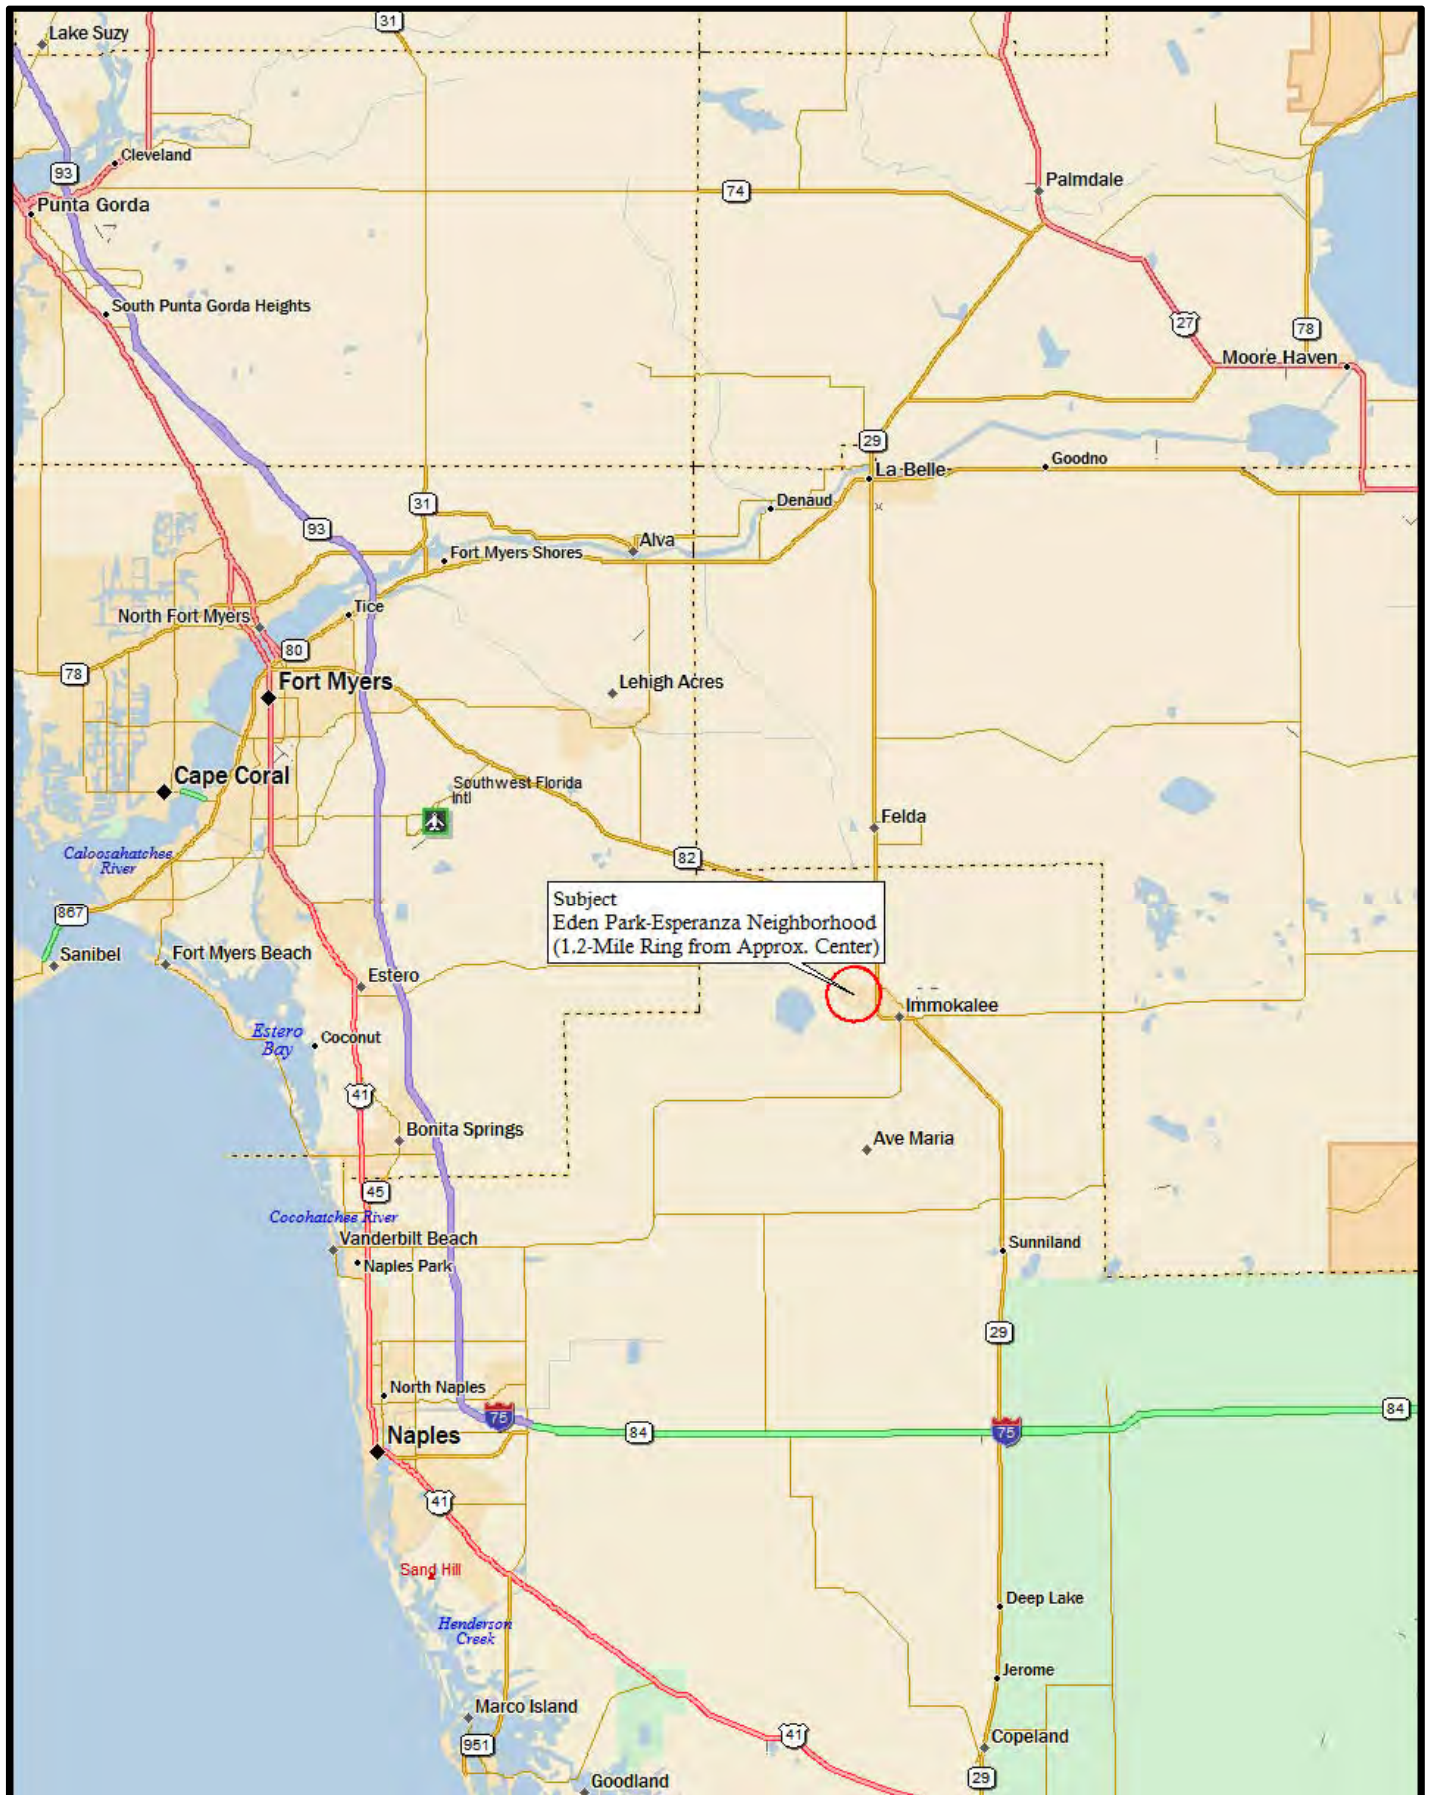 31
Lake Suzy
Cleveland
93
Palmdale
74
Punta Gorda
South Punta Gorda Heights
27
78
Moore Haven
29
La Belle
Goodno
31
Denaud
93
Alva
Fort Myers Shores
Tice
North Fort Myers
80
78
Fort Myers
Lehigh Acres
Cape Coral
Southwest Florida
Intl
Felda
Caloosahatchee
River
82
Subject
Eden Park-Esperanza Neighborhood
(1.2-Mile Ring from Approx. Center)
867
Sanibel
Fort Myers Beach
Estero
Immokalee
Estero
Bay
Coconut
41
Bonita Springs
Ave Maria
45
Cocohatchee River
Vanderbilt Beach
Naples Park
Sunniland
29
North Naples
75
84
75
84
Naples
41
Sand Hill
Deep Lake
Henderson
Creek
Jerome
Marco Island
41
951
Copeland
29
Goodland